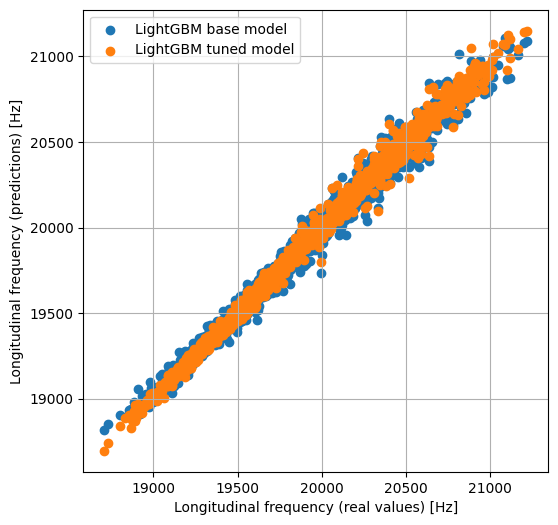 LightGBM base model
LightGBM tuned model
21000
20500
20000
19500
19000
Longitudinal frequency (predictions) [Hz]
19000 19500 20000 20500 21000
Longitudinal frequency (real values) [Hz]